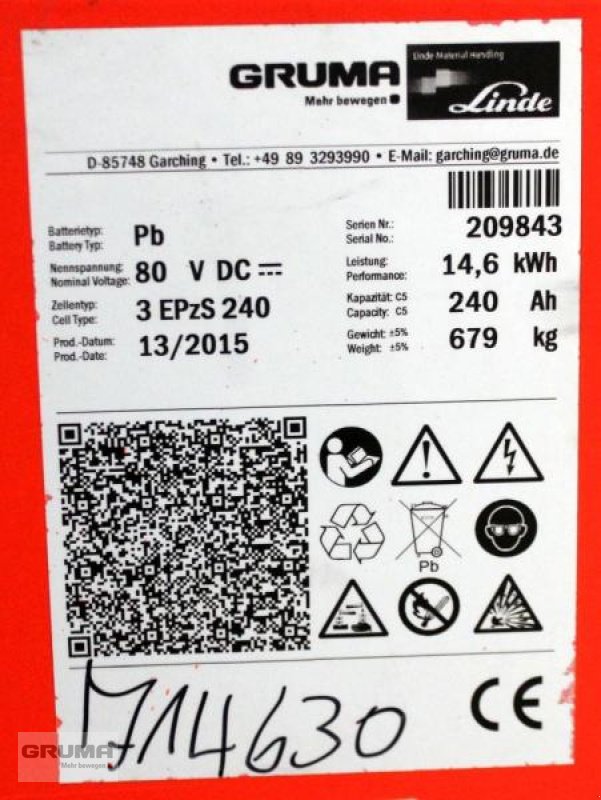 GRUMA
Mehr bewegen
Linde Material Handling
Linde
D-85748 Garching • Tel.: +49 89 3293990 • E-Mail: garching@gruma.de
Batterietyp:
Battery Typ:
Pb
Serien Nr.:
Serial No.:
209843
Nennspannung:
Nominal Voltage:
80 V DC
Leistung:
Performance:
14,6 kWh
Zellentyp:
Cell Type:
3 EPzS 240
Kapazität: C5
Capacity: C5
240 Ah
Prod.-Datum:
Prod.-Date:
13/2015
Gewicht: ±5%
Weight: ±5%
679 kg
Pb
M14630
CE
GRUMA
Mehr bewegen